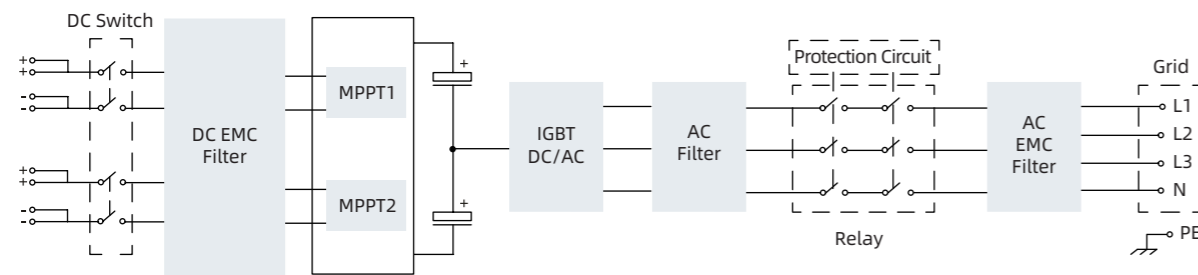 DC Switch
+
+
-
-
+
+
-
-
DC EMC
Filter
MPPT1
MPPT2
+
+
IGBT
DC/AC
AC
Filter
Protection Circuit
Relay
AC
EMC
Filter
Grid
L1
L2
L3
N
PE